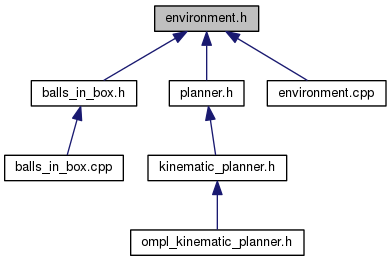 environment.h
balls_in_box.h
planner.h
environment.cpp
balls_in_box.cpp
kinematic_planner.h
ompl_kinematic_planner.h